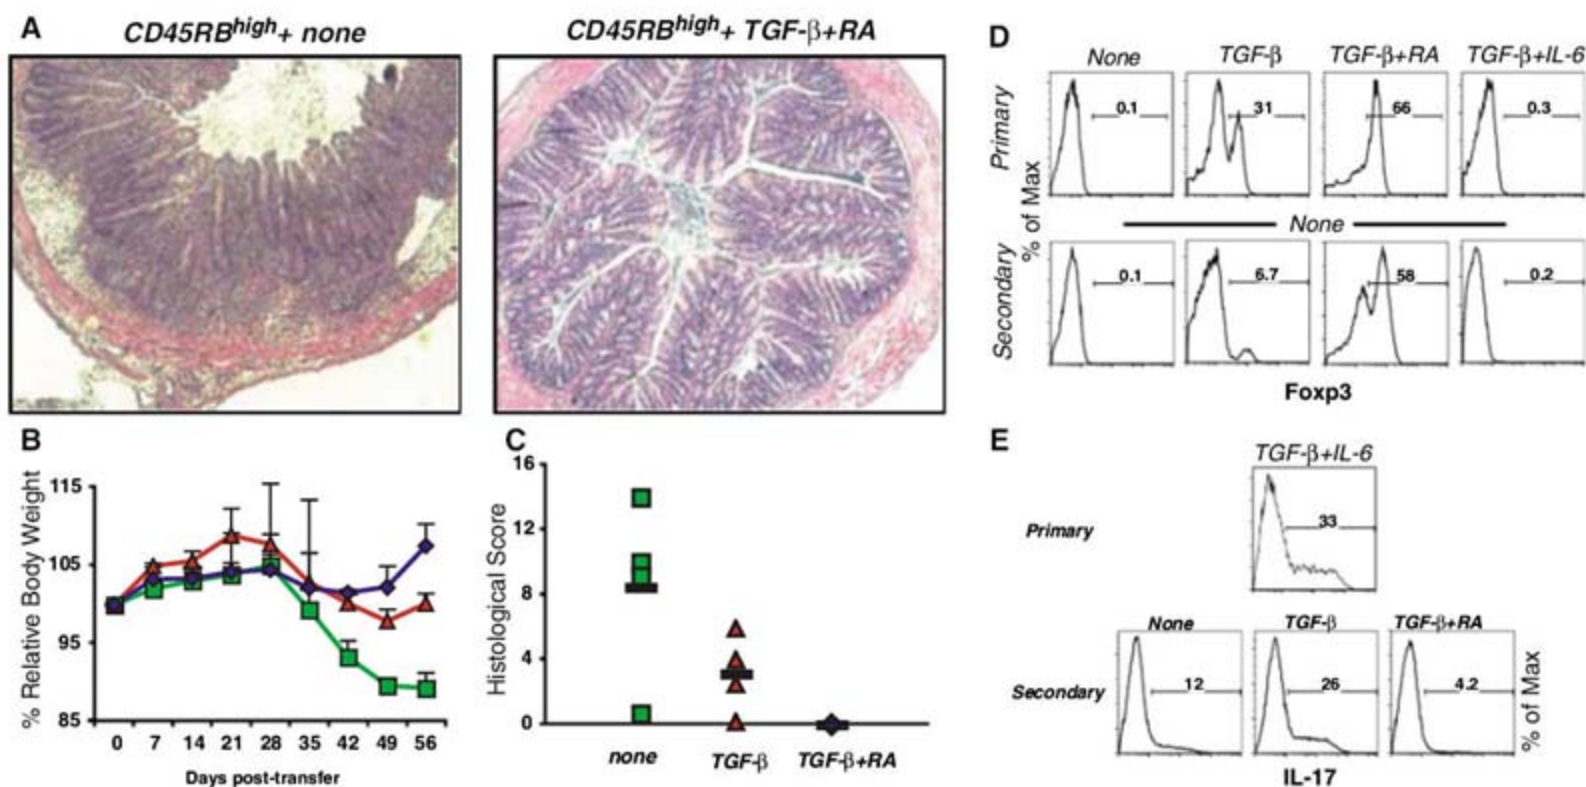 A
CD45RBhigh+ none
CD45RBhigh+ TGF-β+RA
B
% Relative Body Weight
115
105
95
85
0 7 14 21 28 35 42 49 56
Days post-transfer
C
Histological Score
16
12
8
4
0
none TGF-β TGF-β+RA
D
None TGF-β TGF-β+RA TGF-β+IL-6
Primary
0.1 31 66 0.3
% of Max
None
Secondary
0.1 6.7 58 0.2
Foxp3
E
TGF-β+IL-6
Primary
33
None TGF-β TGF-β+RA
Secondary
12 26 4.2
% of Max
IL-17